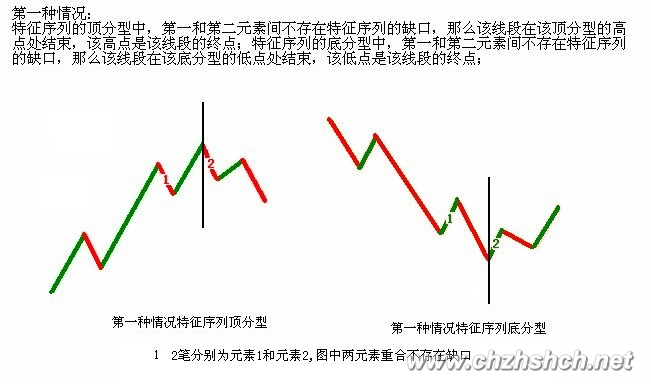 第一种情况:
特征序列的顶分型中，第一和第二元素间不存在特征序列的缺口，那么该线段在该顶分型的高
点处结束，该高点是该线段的终点；特征序列的底分型中，第一和第二元素间不存在特征序列
的缺口，那么该线段在该底分型的低点处结束，该低点是该线段的终点；
1
2
1
2
第一种情况特征序列顶分型
第一种情况特征序列底分型
1 2笔分别为元素1和元素2,图中两元素重合不存在缺口
www.chzhshch.net